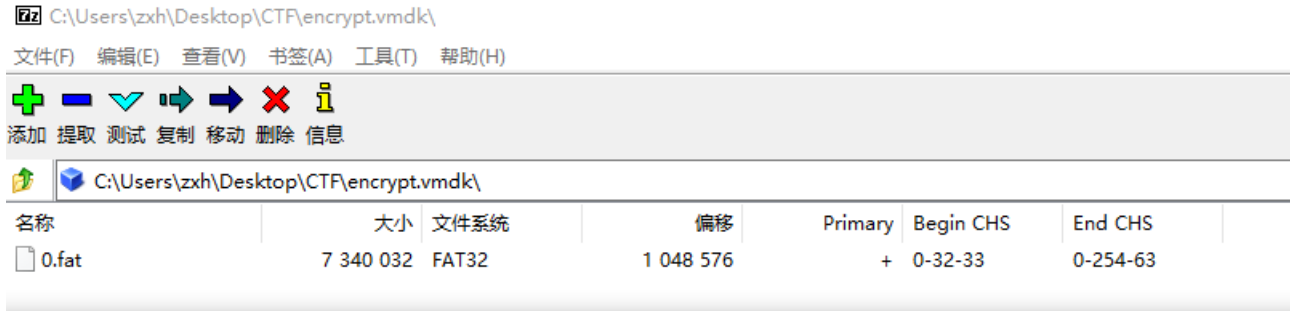 7z C:\Users\zxh\Desktop\CTF\encrypt.vmdk\
文件(F) 编辑(E) 查看(V) 书签(A) 工具(T) 帮助(H)
添加 提取 测试 复制 移动 删除 信息
C:\Users\zxh\Desktop\CTF\encrypt.vmdk\
名称 大小 文件系统 偏移 Primary Begin CHS End CHS
0.fat 7 340 032 FAT32 1 048 576 + 0-32-33 0-254-63